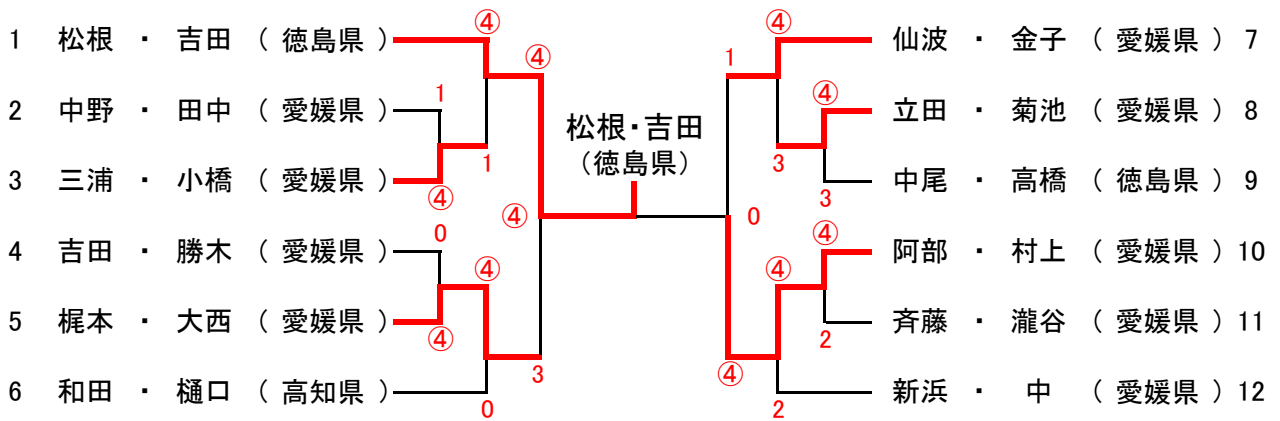 ④ ④
1 松根 ・ 吉田 （ 徳島県 ） 仙波 ・ 金子 （ 愛媛県 ） 7
④ 1
1 ④
2 中野 ・ 田中 （ 愛媛県 ） 立田 ・ 菊池 （ 愛媛県 ） 8
松根・吉田
（徳島県）
1 3
3 三浦 ・ 小橋 （ 愛媛県 ） 中尾 ・ 高橋 （ 徳島県 ） 9
④ 3
④ 0
0 ④
4 吉田 ・ 勝木 （ 愛媛県 ） 阿部 ・ 村上 （ 愛媛県 ） 10
④ ④
5 梶本 ・ 大西 （ 愛媛県 ） 斉藤 ・ 瀧谷 （ 愛媛県 ） 11
④ 2
3 ④
6 和田 ・ 樋口 （ 高知県 ） 新浜 ・ 中 （ 愛媛県 ） 12
0 2